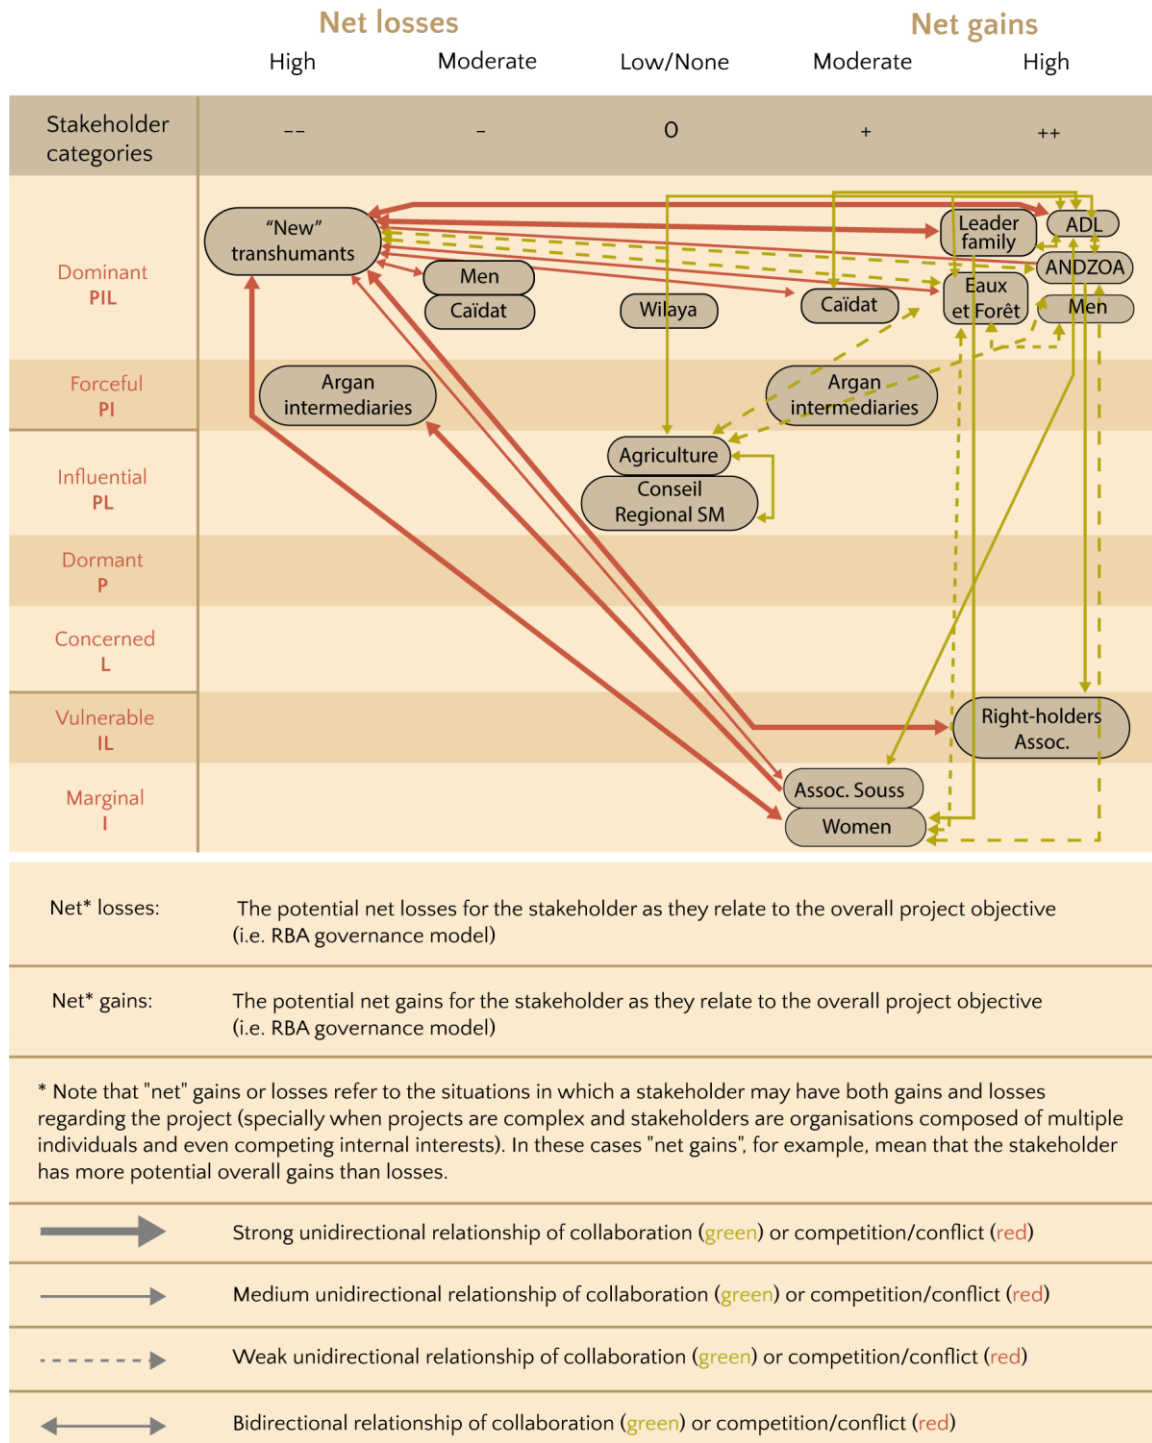 Net losses
Net gains
High
Moderate
Low/None
Moderate
High
Stakeholder
categories
--
-
0
+
++
Dominant
PIL
"New"
transhumants
Men
Caïdat
Wilaya
Caïdat
Leader
family
ADL
ANDZOA
Eaux
et Forêt
Men
Forceful
PI
Argan
intermediaries
Argan
intermediaries
Influential
PL
Agriculture
Conseil
Regional SM
Dormant
P
Concerned
L
Vulnerable
IL
Right-holders
Assoc.
Marginal
I
Assoc. Souss
Women
Net* losses:
The potential net losses for the stakeholder as they relate to the overall project objective
(i.e. RBA governance model)
Net* gains:
The potential net gains for the stakeholder as they relate to the overall project objective
(i.e. RBA governance model)
* Note that "net" gains or losses refer to the situations in which a stakeholder may have both gains and losses
regarding the project (specially when projects are complex and stakeholders are organisations composed of multiple
individuals and even competing internal interests). In these cases "net gains", for example, mean that the stakeholder
has more potential overall gains than losses.
Strong unidirectional relationship of collaboration (green) or competition/conflict (red)
Medium unidirectional relationship of collaboration (green) or competition/conflict (red)
Weak unidirectional relationship of collaboration (green) or competition/conflict (red)
Bidirectional relationship of collaboration (green) or competition/conflict (red)